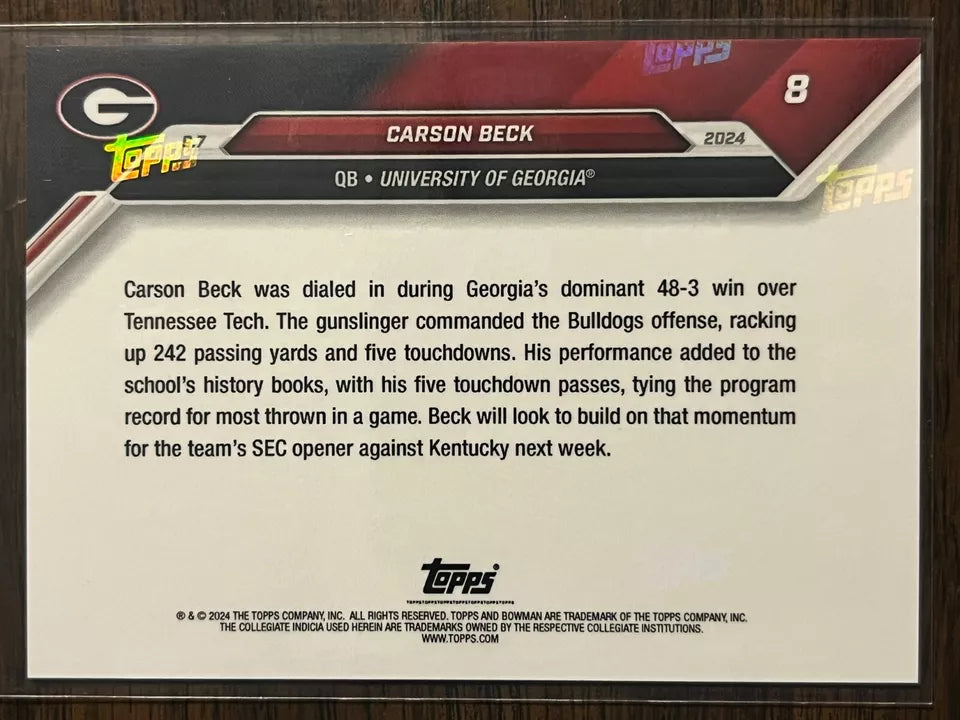 TOPPS
8
G
CARSON BECK
2024
TOPPS
QB • UNIVERSITY OF GEORGIA®
TOPPS
Carson Beck was dialed in during Georgia's dominant 48-3 win over
Tennessee Tech. The gunslinger commanded the Bulldogs offense, racking
up 242 passing yards and five touchdowns. His performance added to the
school's history books, with his five touchdown passes, tying the program
record for most thrown in a game. Beck will look to build on that momentum
for the team's SEC opener against Kentucky next week.
TOPPS
TOPPSTOPPSTOPPSTOPPSTOPPSTOPPSTOPPS
® & © 2024 THE TOPPS COMPANY, INC. ALL RIGHTS RESERVED. TOPPS AND BOWMAN ARE TRADEMARK OF THE TOPPS COMPANY, INC.
THE COLLEGIATE INDICIA USED HEREIN ARE TRADEMARKS OWNED BY THE RESPECTIVE COLLEGIATE INSTITUTIONS.
WWW.TOPPS.COM